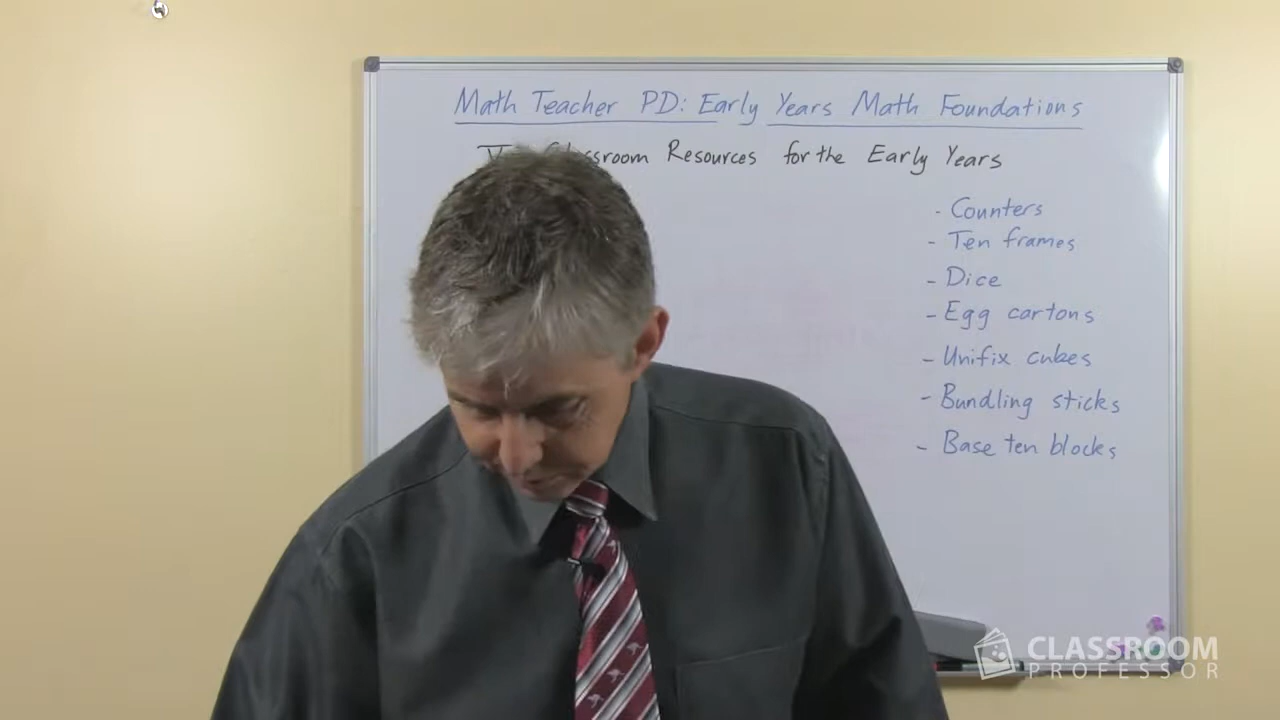 Math Teacher PD: Early Years Math Foundations
Classroom Resources for the Early Years
- Counters
- Ten frames
- Dice
- Egg cartons
- Unifix cubes
- Bundling sticks
- Base ten blocks
CLASSROOM
PROFESSOR